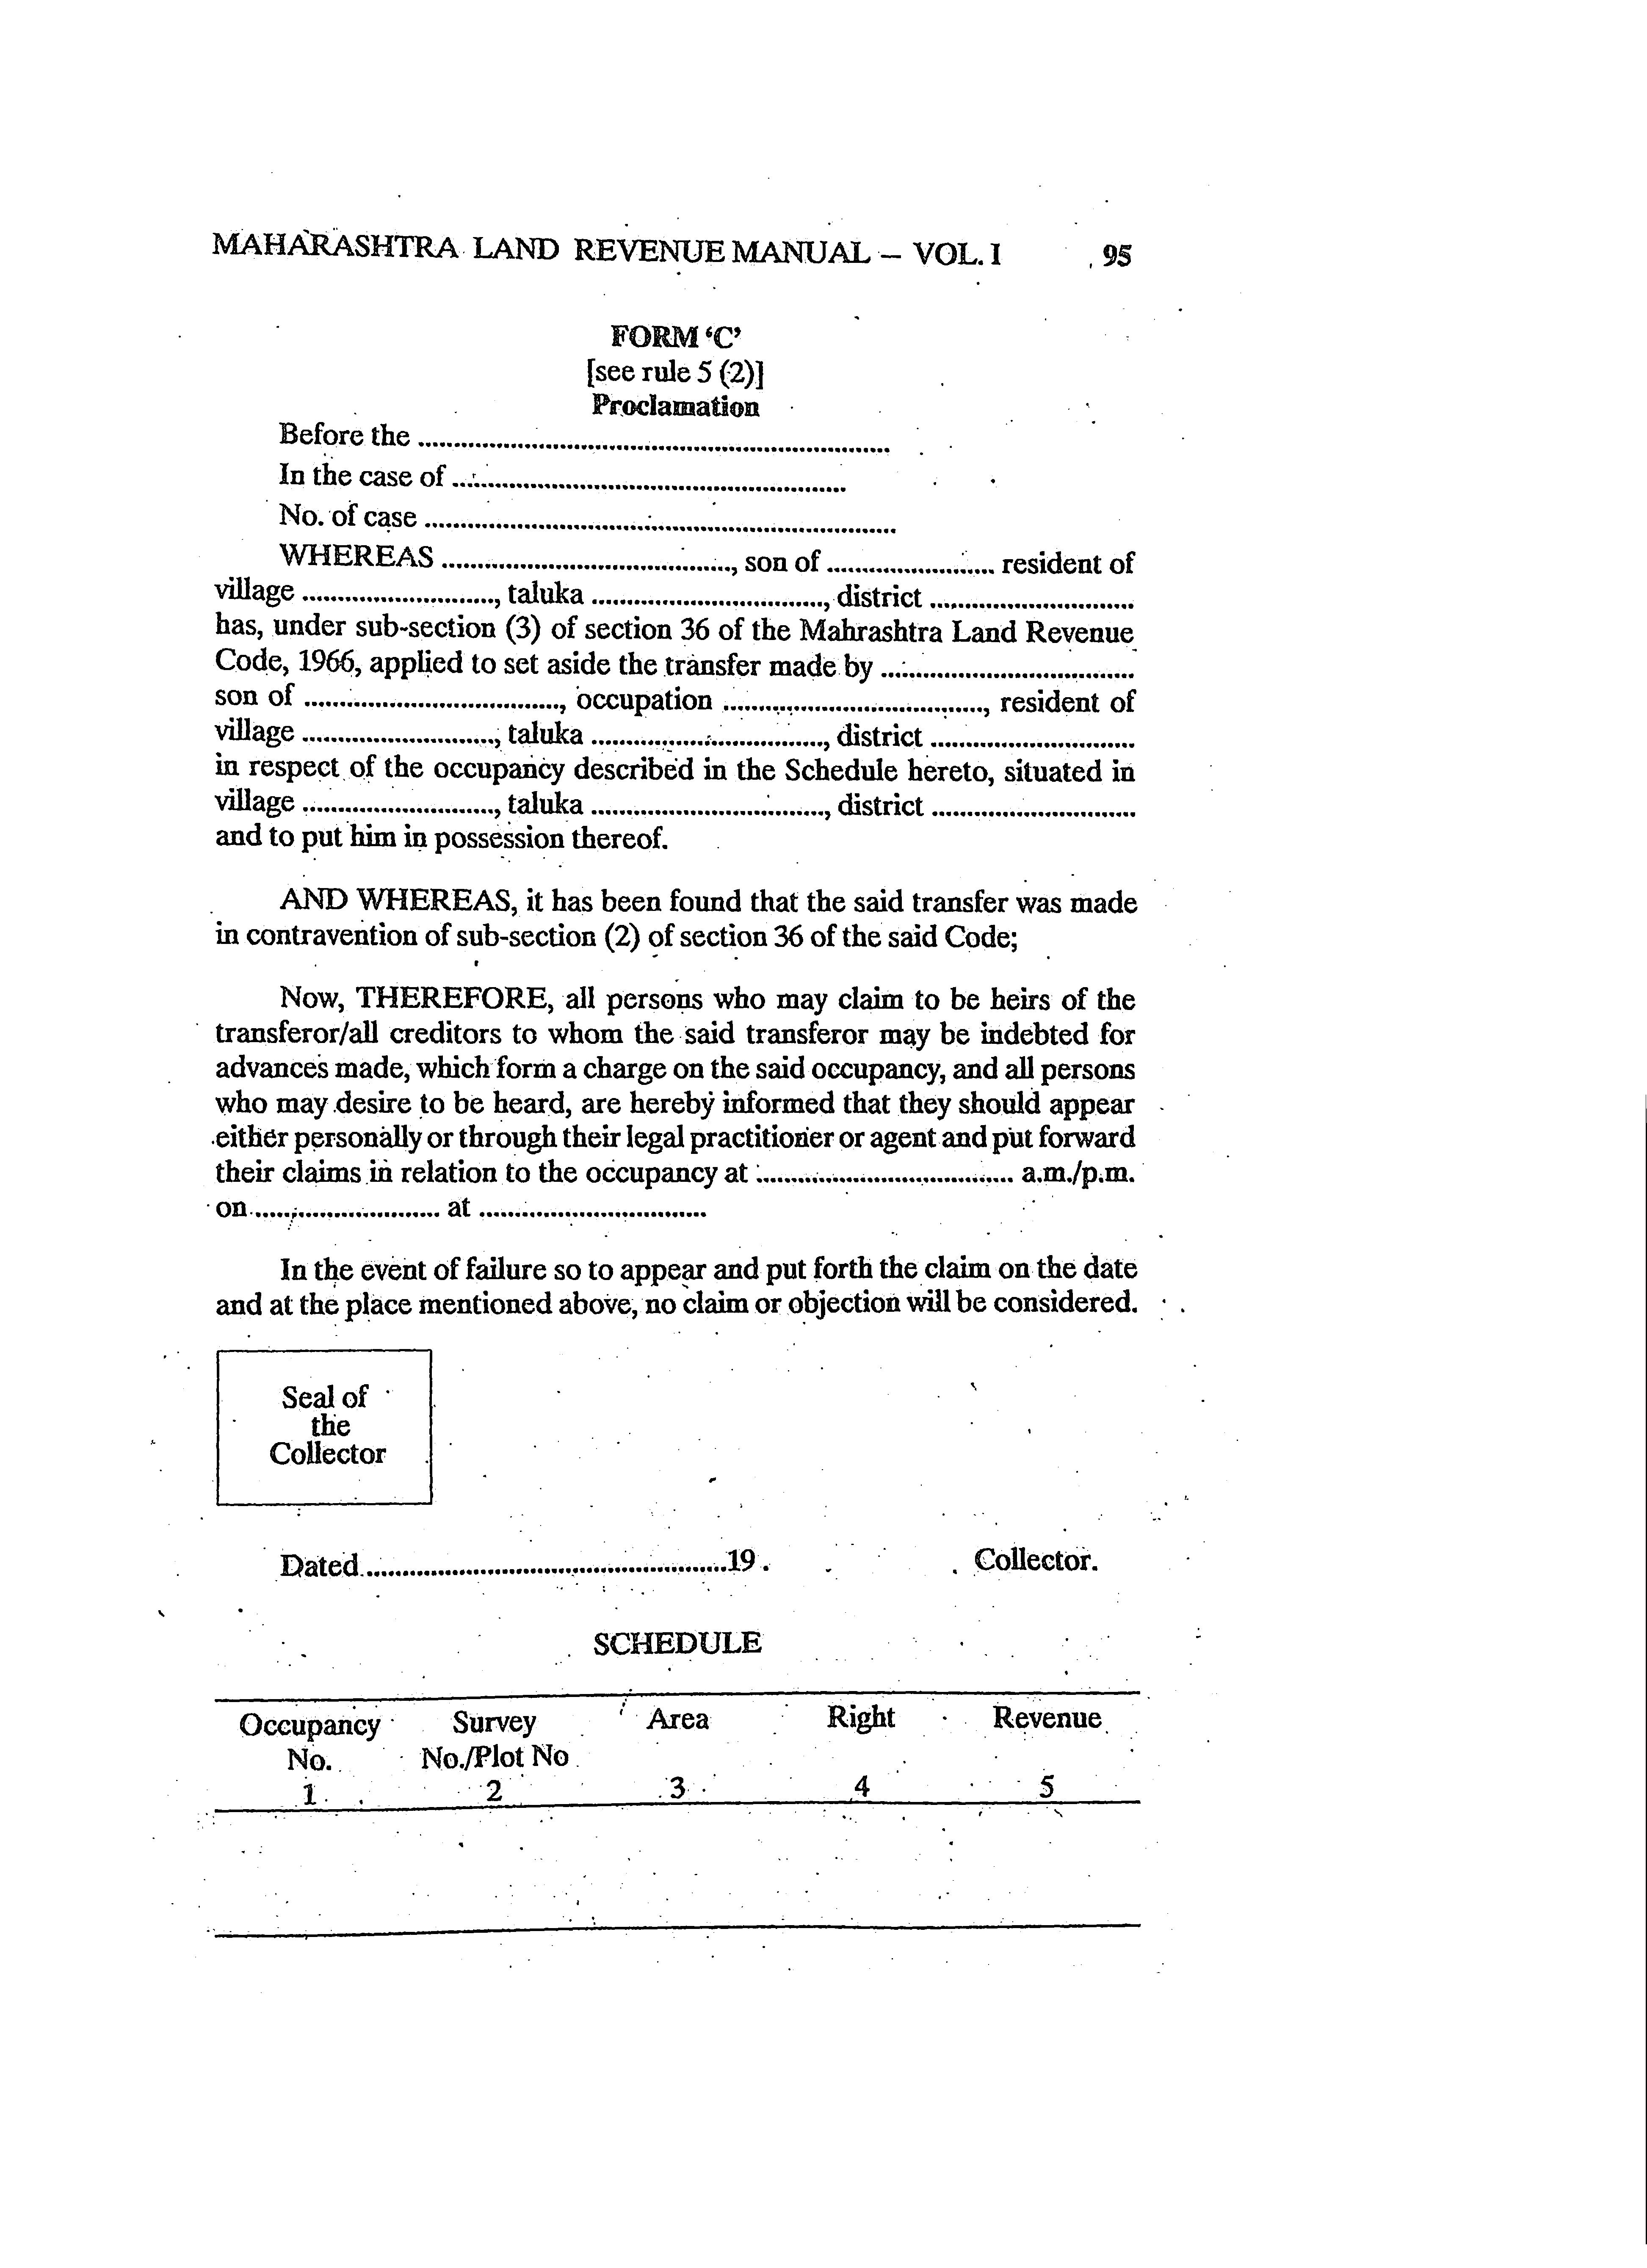 MAHARASHTRA LAND REVENUE MANUAL – VOL. I 95
FORM ‘C’
[see rule 5 (2)]
Proclamation
Before the ..............................................................
In the case of ..............................................................
No. of case ..............................................................
WHEREAS ........................................, son of ....................... resident of
village .........................., taluka ..............................., district ............................
has, under sub-section (3) of section 36 of the Mahrashtra Land Revenue
Code, 1966, applied to set aside the transfer made by ..................................
son of ..................................., occupation ...................................., resident of
village .........................., taluka ..............................., district ............................
in respect of the occupancy described in the Schedule hereto, situated in
village .........................., taluka ..............................., district ............................
and to put him in possession thereof.
AND WHEREAS, it has been found that the said transfer was made
in contravention of sub-section (2) of section 36 of the said Code;
Now, THEREFORE, all persons who may claim to be heirs of the
transferor/all creditors to whom the said transferor may be indebted for
advances made, which form a charge on the said occupancy, and all persons
who may desire to be heard, are hereby informed that they should appear
either personally or through their legal practitioner or agent and put forward
their claims in relation to the occupancy at .................................. a.m./p.m.
on .......................... at ...............................
In the event of failure so to appear and put forth the claim on the date
and at the place mentioned above, no claim or objection will be considered.
Seal of
the
Collector
Dated..................................................19 . Collector.
SCHEDULE
Occupancy Survey Area Right Revenue
No. No./Plot No
1 2 3 4 5